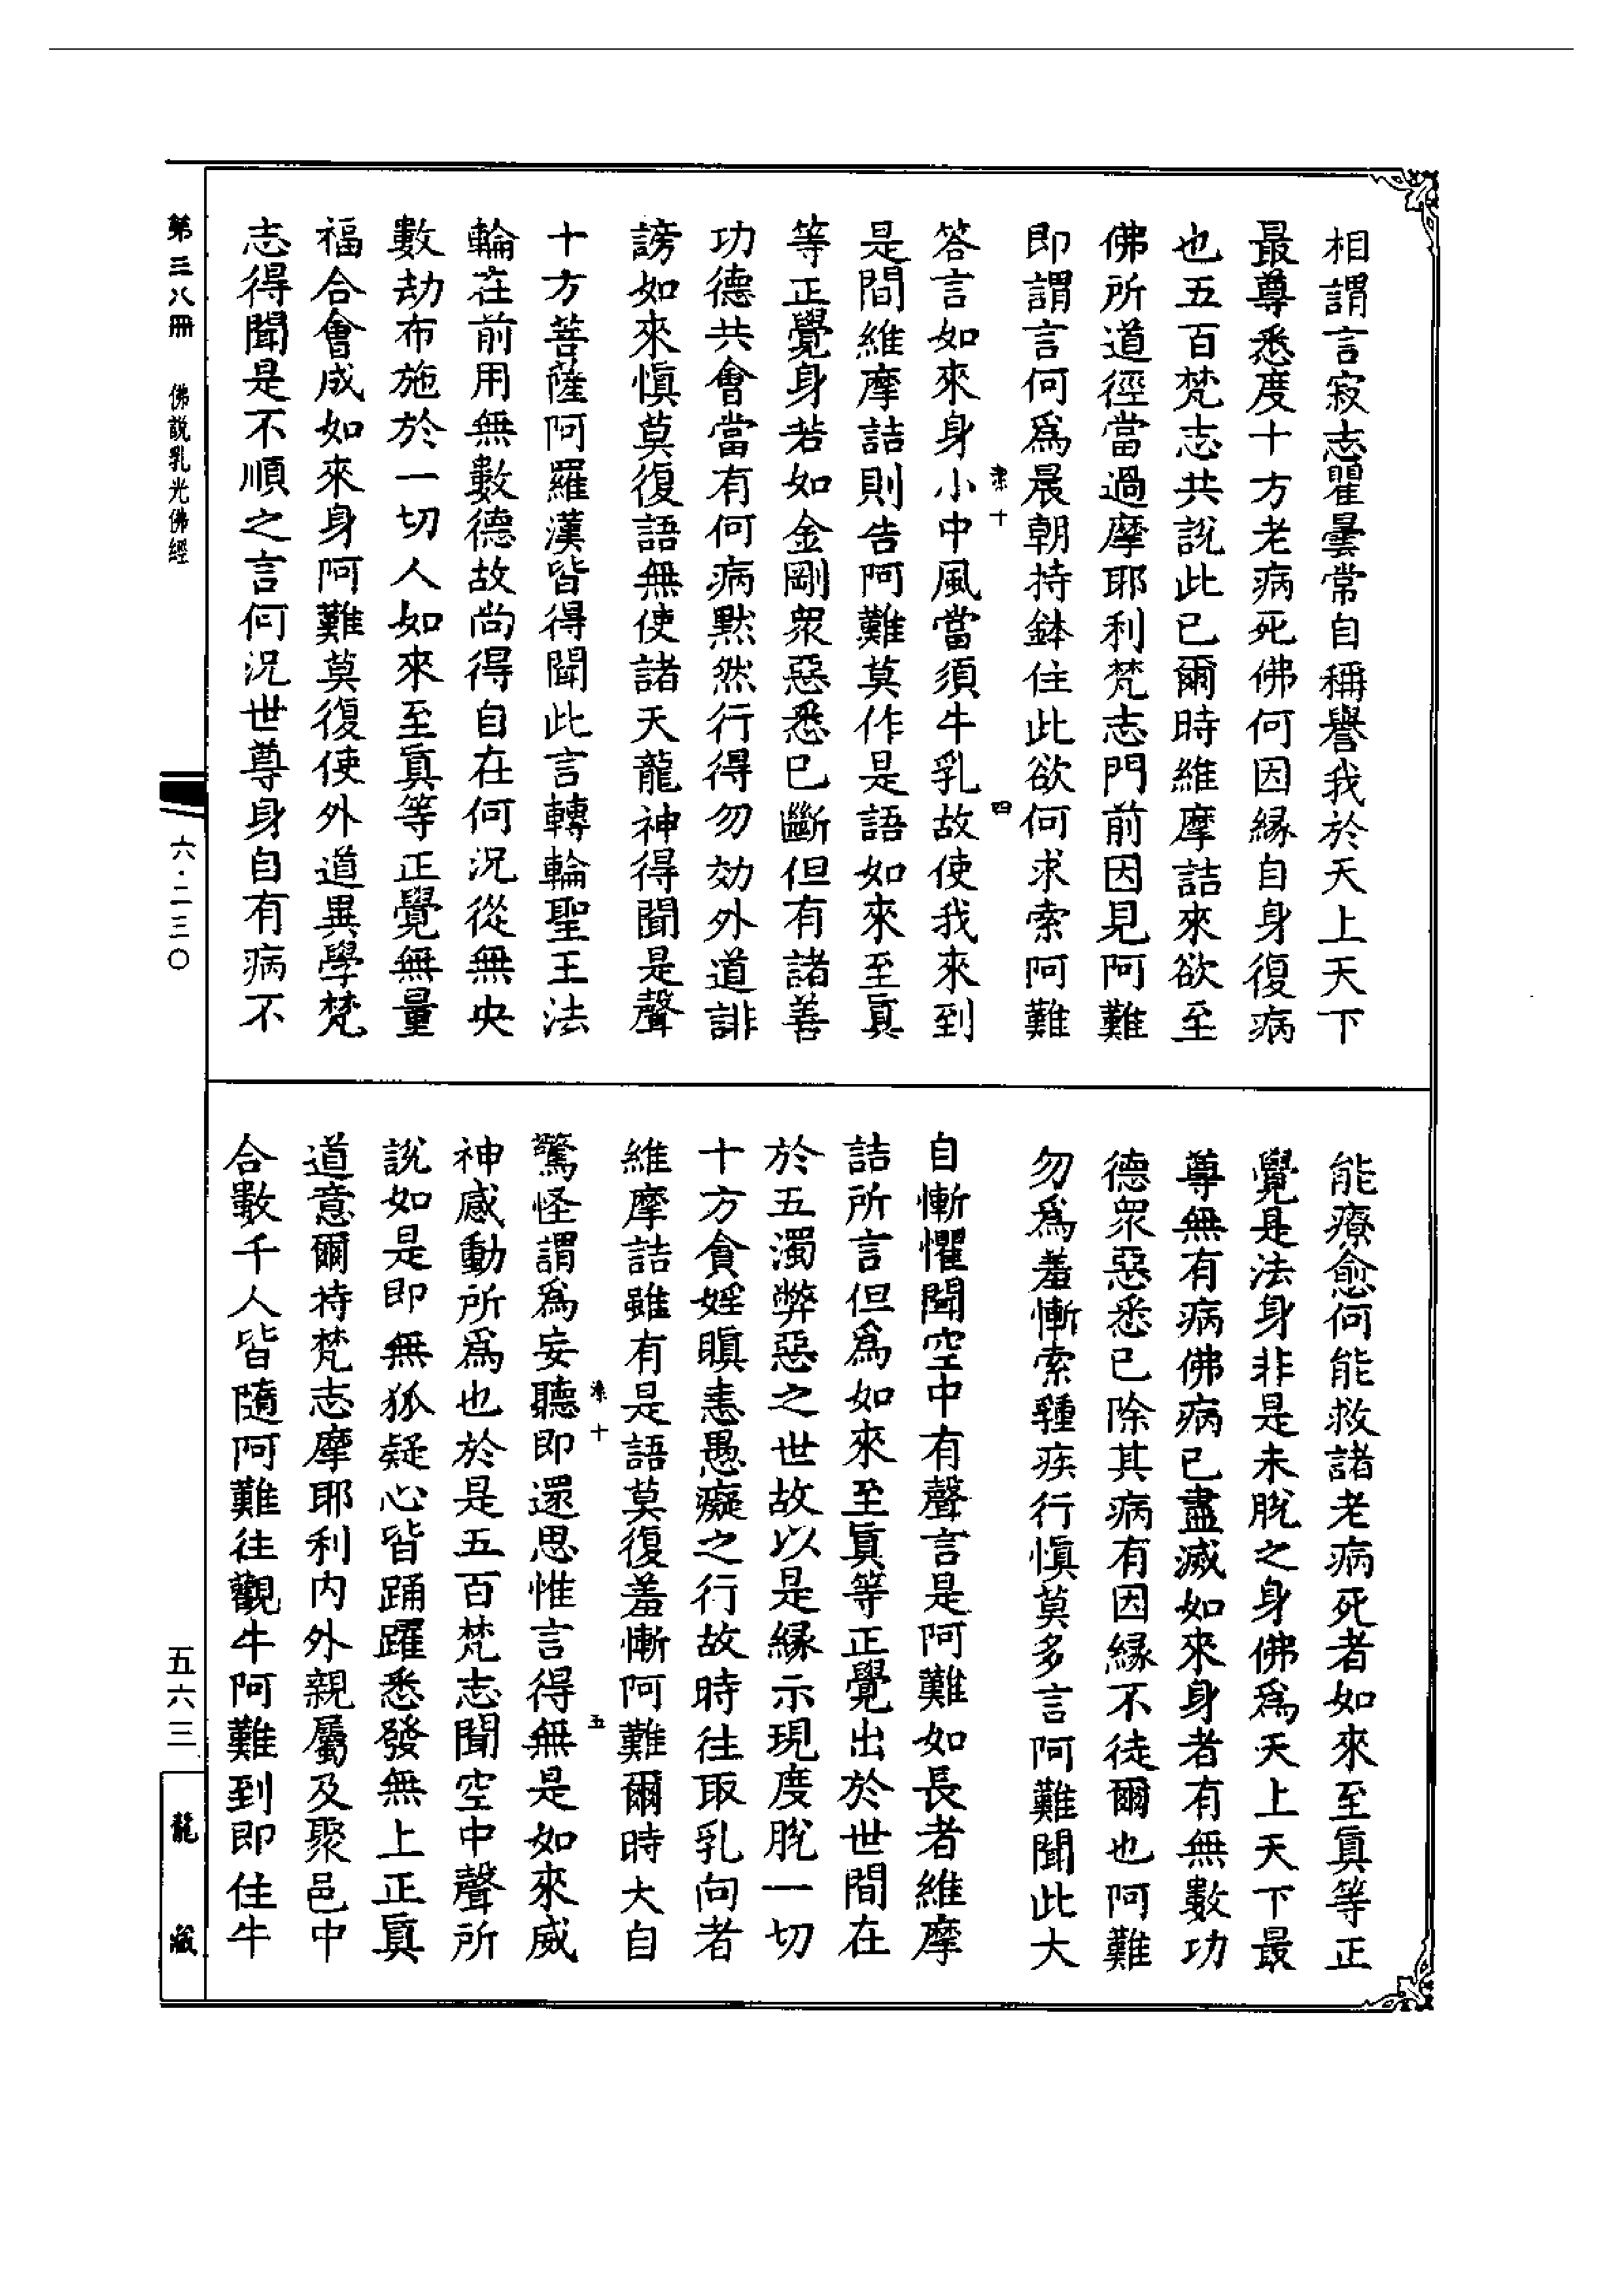 相謂言寂志瞿曇常自稱譽我於天上天下
最尊悉度十方老病死佛何因緣自身復病
也五百梵志共說此已爾時維摩詰來欲至
佛所道徑當過摩耶利梵志門前因見阿難
即謂言何爲晨朝持鉢住此欲何求索阿難
十 四
答言如來身小中風當須牛乳故使我來到
是間維摩詰則告阿難莫作是語如來至眞
等正覺身若如金剛眾惡悉已斷但有諸善
功德共會當有何病默然行得勿効外道誹
謗如來慎莫復語無使諸天龍神得聞是聲
十方菩薩阿羅漢皆得聞此言轉輪聖王法
輪在前用無數德故尚得自在何況從無央
數劫布施於一切人如來至眞等正覺無量
福合會成如來身阿難莫復使外道異學梵
志得聞是不順之言何況世尊身自有病不
能療愈何能救諸老病死者如來至眞等正
覺是法身非是未脫之身佛爲天上天下最
尊無有病佛病已盡滅如來身者有無數功
德眾惡悉已除其病有因緣不徒爾也阿難
勿爲羞慚索種疾行慎莫多言阿難聞此大
自慚懼聞空中有聲言是阿難如長者維摩
詰所言但爲如來至眞等正覺出於世間在
於五濁弊惡之世故以是緣示現度脫一切
十方貪婬瞋恚愚癡之行故時往取乳向者
維摩詰雖有是語莫復羞慚阿難爾時大自
十 五
驚怪謂爲妄聽即還思惟言得無是如來威
神感動所爲也於是五百梵志聞空中聲所
說如是即無狐疑心皆踊躍悉發無上正眞
道意爾持梵志摩耶利內外親屬及聚邑中
合數千人皆隨阿難往觀牛阿難到即住牛
第三八冊 佛說乳光佛經
六·二三〇
五六三
龍藏